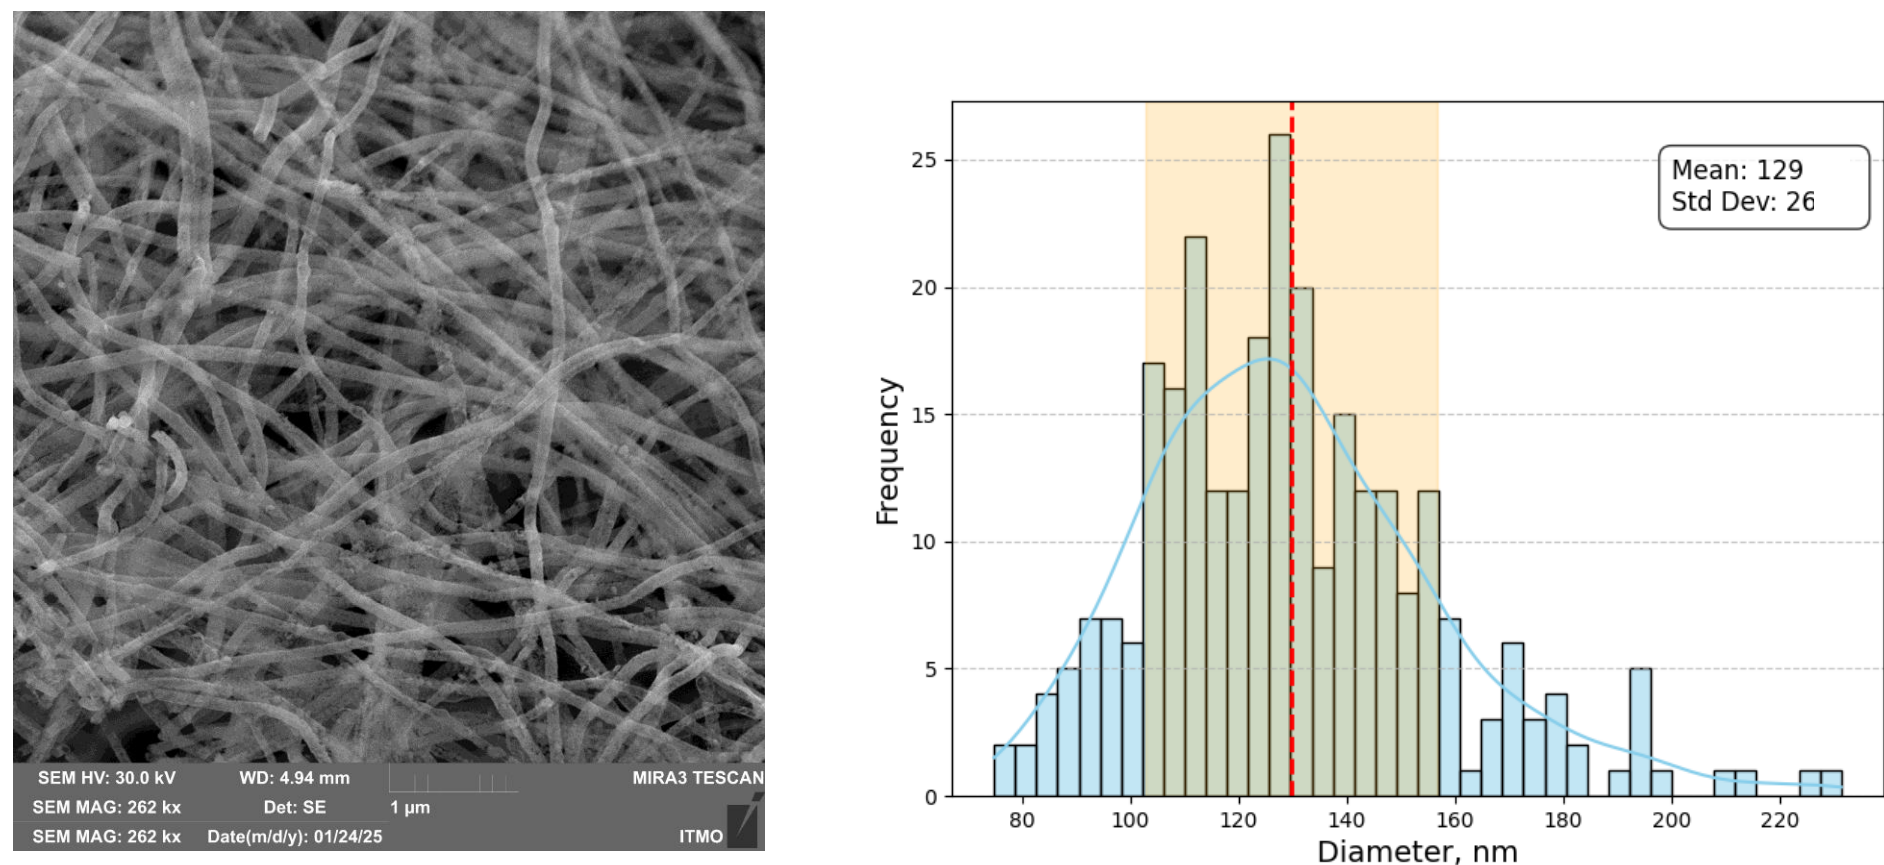 SEM HV: 30.0 kV WD: 4.94 mm MIRA3 TESCAN
SEM MAG: 262 kx Det: SE 1 µm
SEM MAG: 262 kx Date(m/d/y): 01/24/25 ITMO
Mean: 129
Std Dev: 26
Frequency
25
20
15
10
5
0
80 100 120 140 160 180 200 220
Diameter, nm